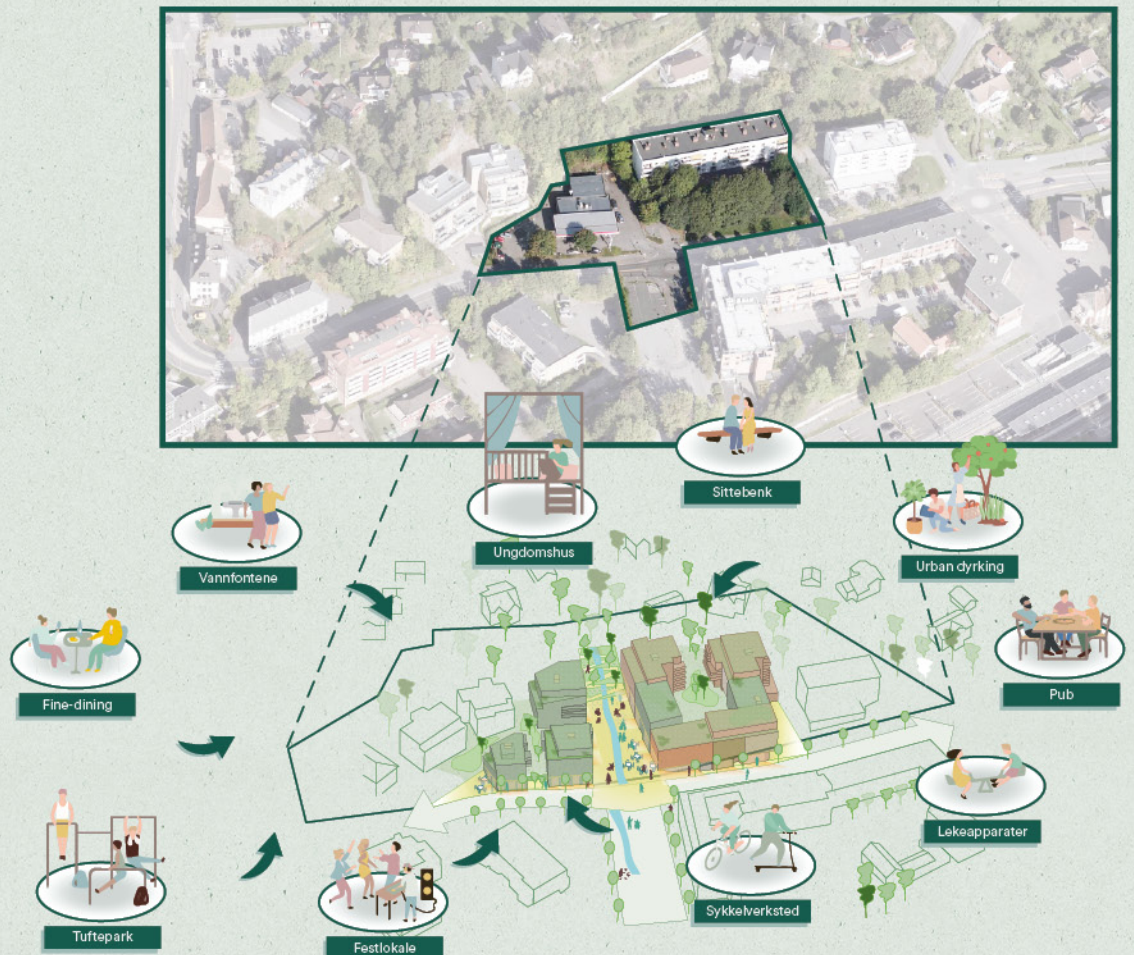 Sittebenk
Ungdomshus
Vannfontene
Urban dyrking
Fine-dining
Pub
Lekeapparater
Sykkelverksted
Tuftepark
Festlokale